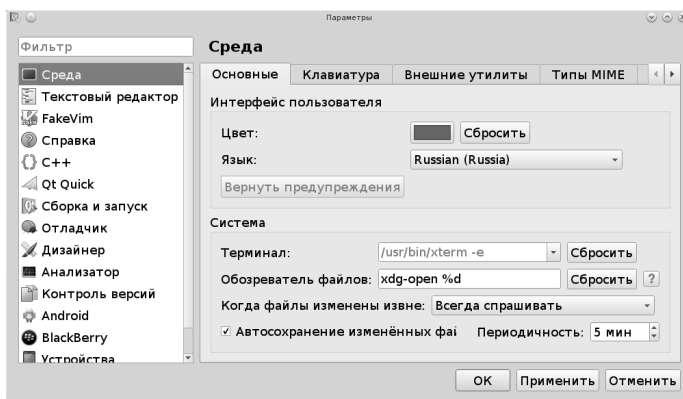 Параметры
Фильтр
Среда
Текстовый редактор
FakeVim
Справка
C++
Qt Quick
Сборка и запуск
Отладчик
Дизайнер
Анализатор
Контроль версий
Android
BlackBerry
Устройства
Среда
Основные Клавиатура Внешние утилиты Типы MIME
Интерфейс пользователя
Цвет: Сбросить
Язык: Russian (Russia)
Вернуть предупреждения
Система
Терминал: /usr/bin/xterm -e Сбросить
Обозреватель файлов: xdg-open %d Сбросить ?
Когда файлы изменены извне: Всегда спрашивать
Автосохранение изменённых фай Периодичность: 5 мин
OK Применить Отменить